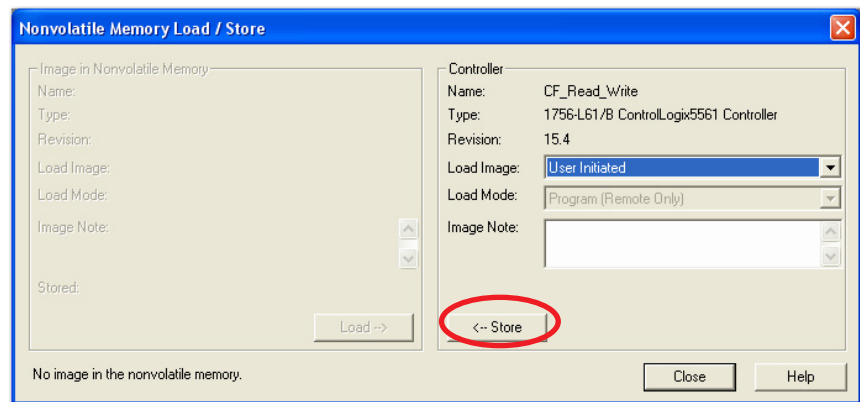 Nonvolatile Memory Load / Store
Image in Nonvolatile Memory
Name:
Type:
Revision:
Load Image:
Load Mode:
Image Note:
Stored:
Load -->
Controller
Name: CF_Read_Write
Type: 1756-L61/B ControlLogix5561 Controller
Revision: 15.4
Load Image: User Initiated
Load Mode: Program (Remote Only)
Image Note:
<-- Store
No image in the nonvolatile memory.
Close
Help